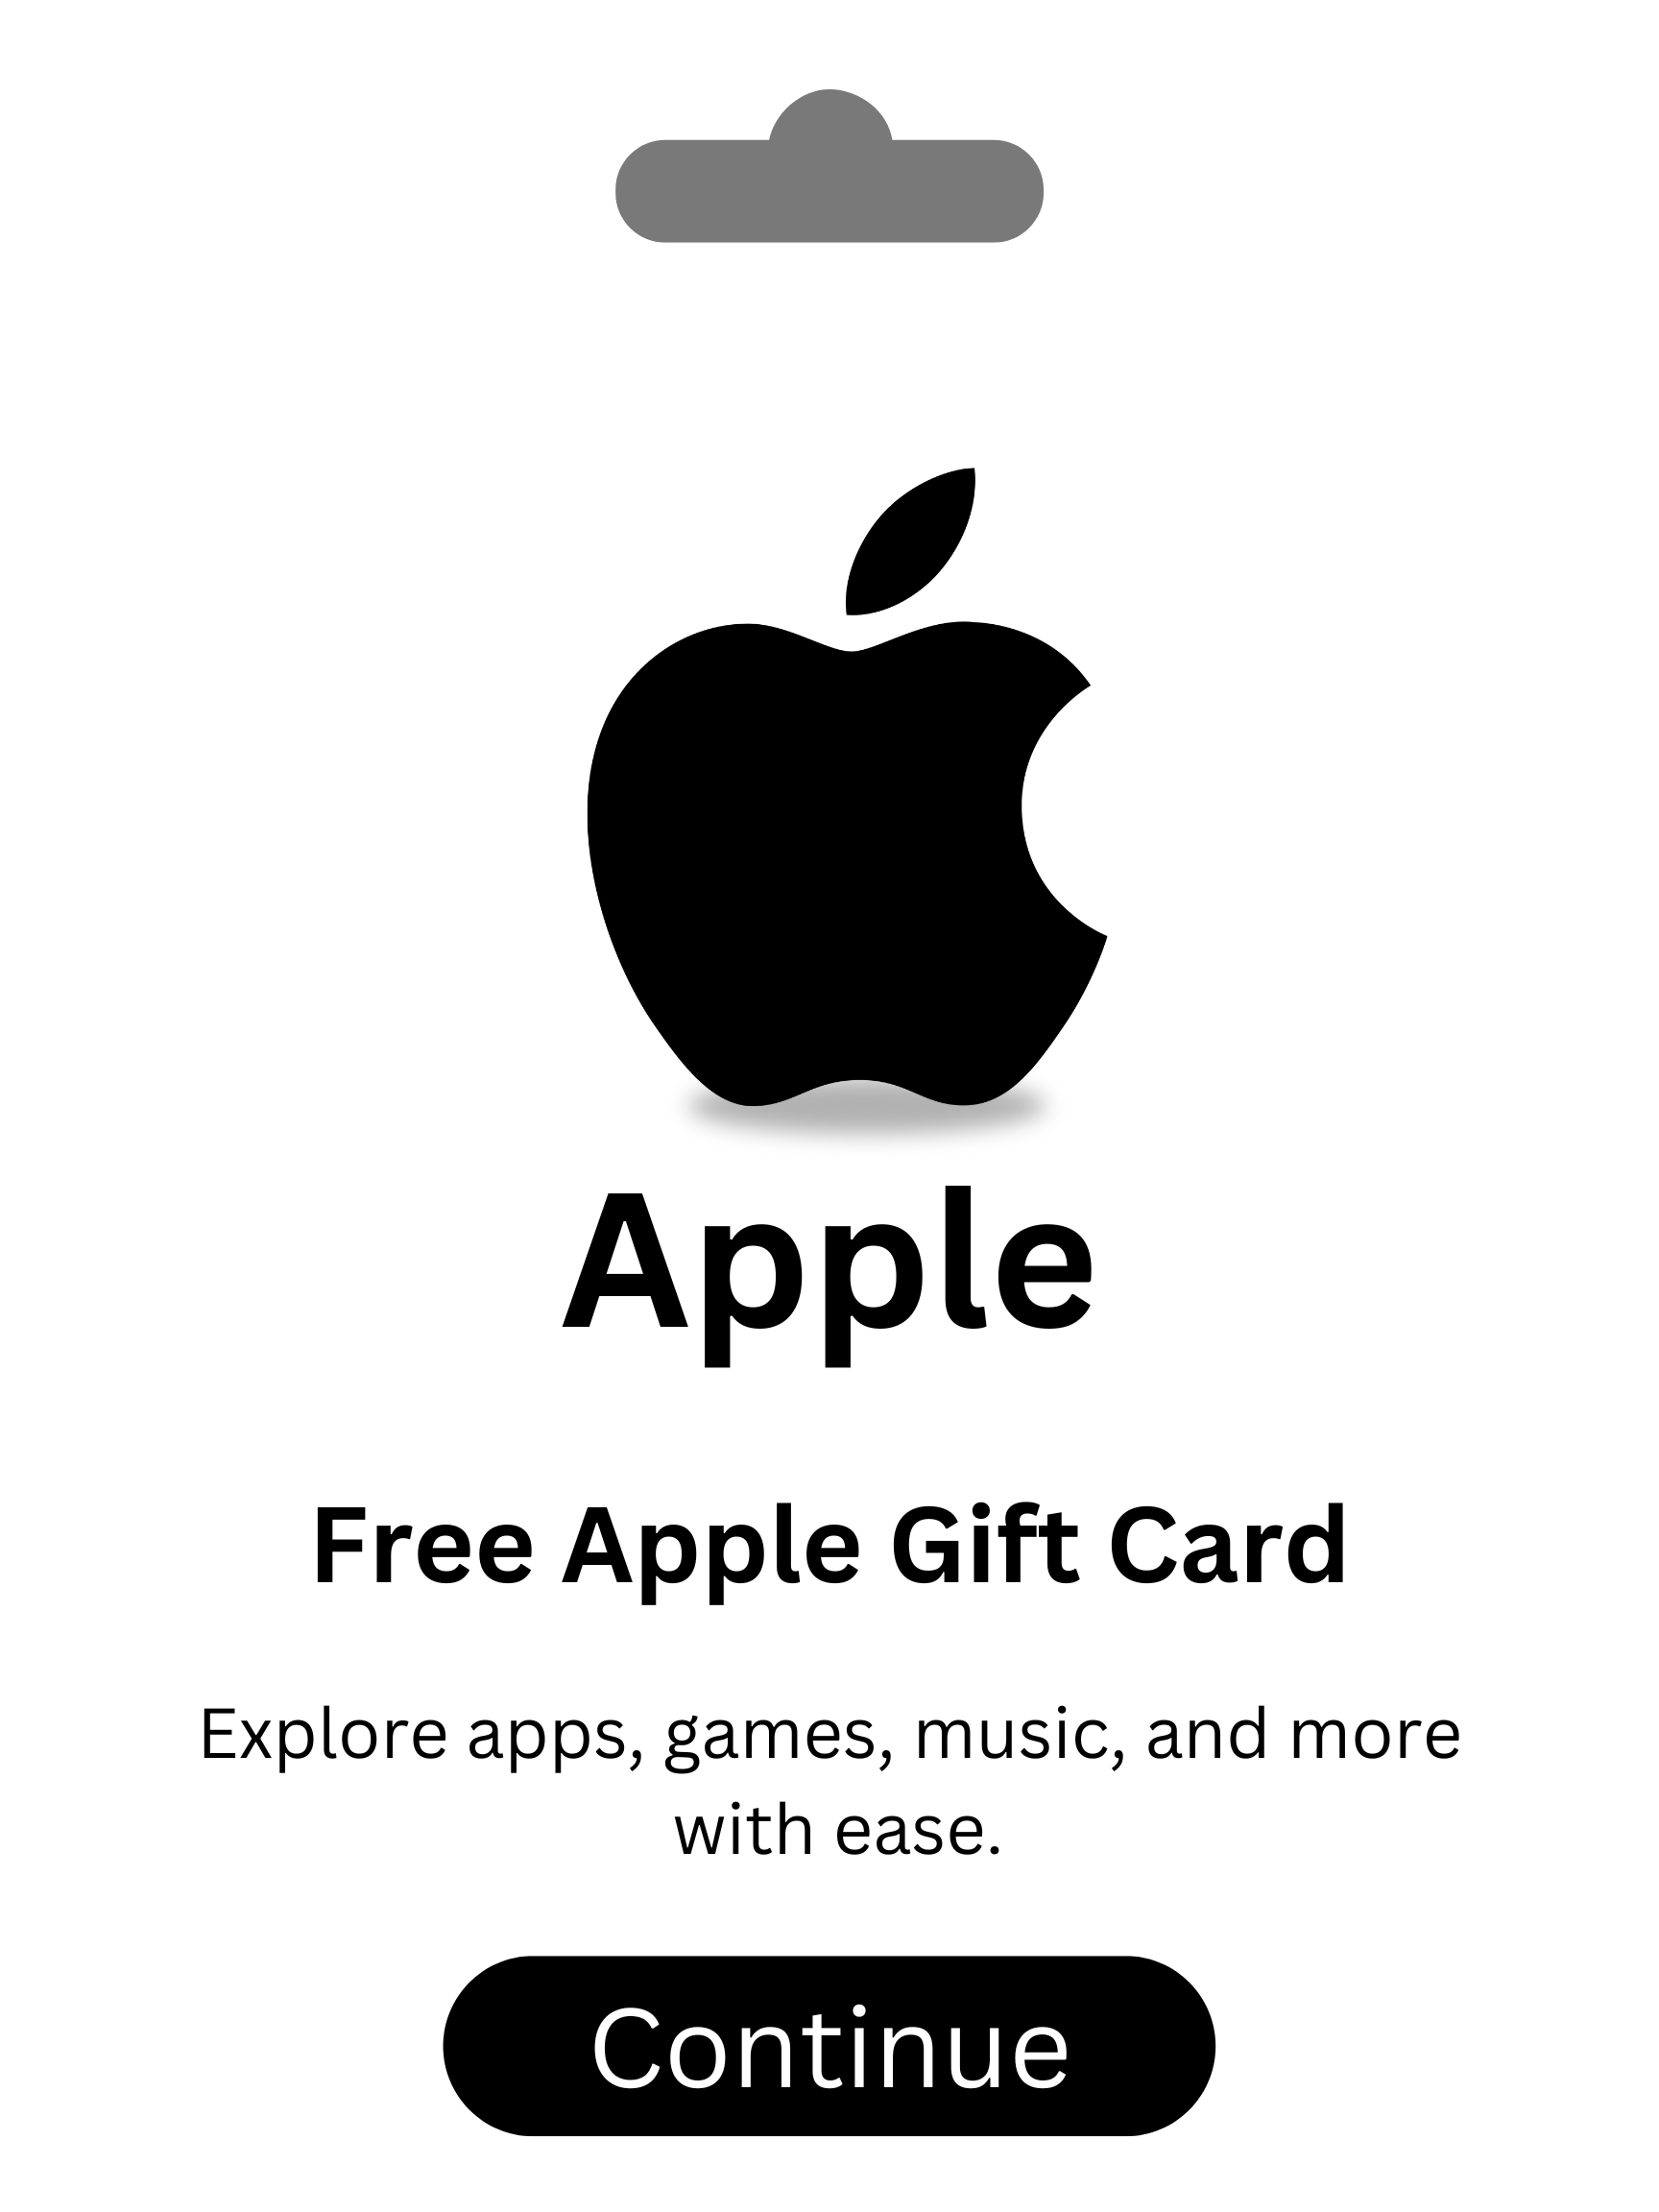 Apple
Free Apple Gift Card
Explore apps, games, music, and more
with ease.
Continue